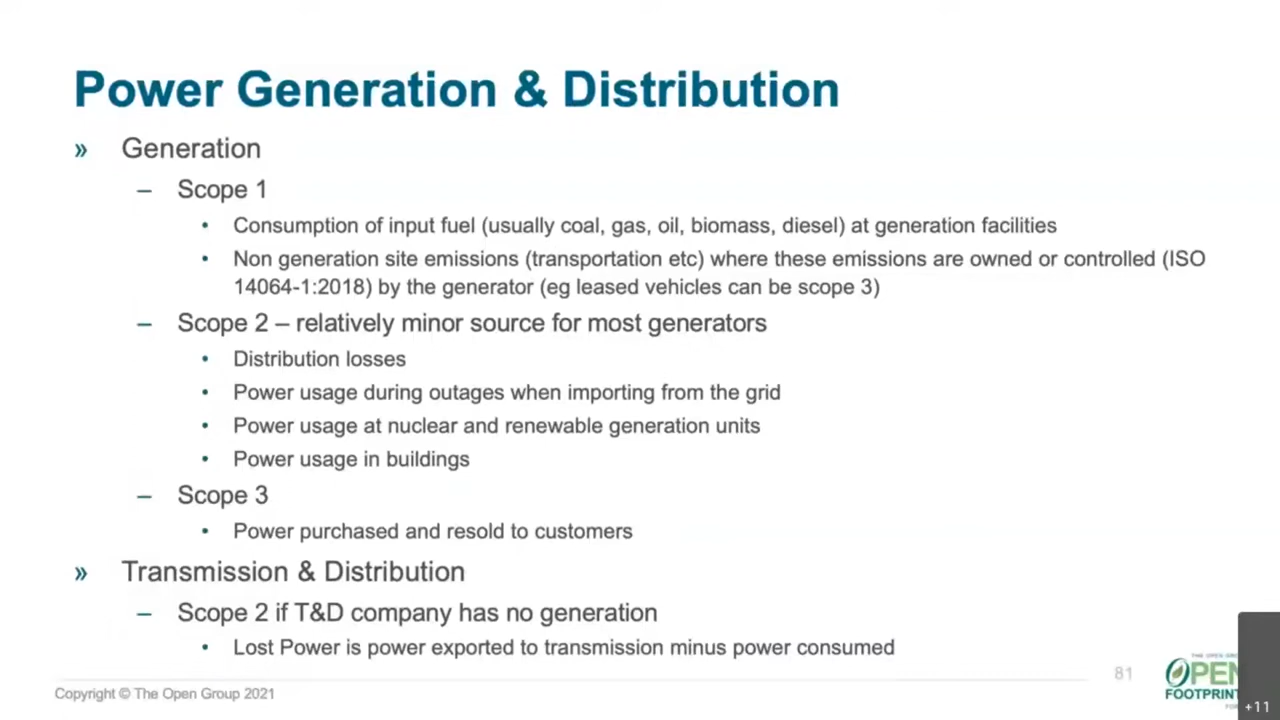 Power Generation & Distribution
» Generation
– Scope 1
• Consumption of input fuel (usually coal, gas, oil, biomass, diesel) at generation facilities
• Non generation site emissions (transportation etc) where these emissions are owned or controlled (ISO
14064-1:2018) by the generator (eg leased vehicles can be scope 3)
– Scope 2 – relatively minor source for most generators
• Distribution losses
• Power usage during outages when importing from the grid
• Power usage at nuclear and renewable generation units
• Power usage in buildings
– Scope 3
• Power purchased and resold to customers
» Transmission & Distribution
– Scope 2 if T&D company has no generation
• Lost Power is power exported to transmission minus power consumed
Copyright © The Open Group 2021
81
THE OPEN GRO
OPEN
FOOTPRINT
FOR
+11